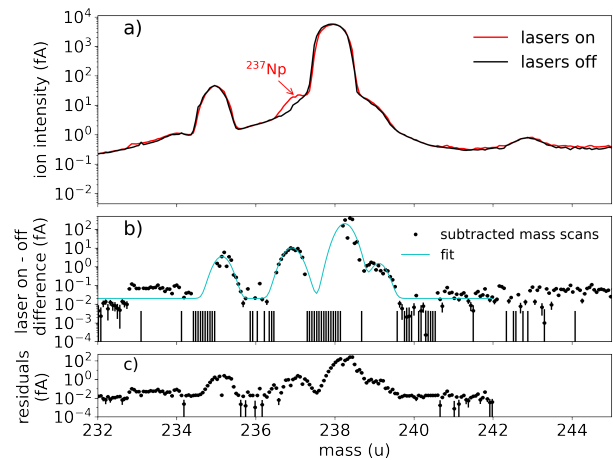 a)
10⁴
10³
10²
10¹
10⁰
10⁻¹
10⁻²
ion intensity (fA)
²³⁷Np
lasers on
lasers off
b)
10²
10¹
10⁰
10⁻¹
10⁻²
10⁻³
10⁻⁴
laser on - off
difference (fA)
subtracted mass scans
fit
c)
10²
10⁰
10⁻²
10⁻⁴
residuals
(fA)
232
234
236
238
240
242
244
mass (u)